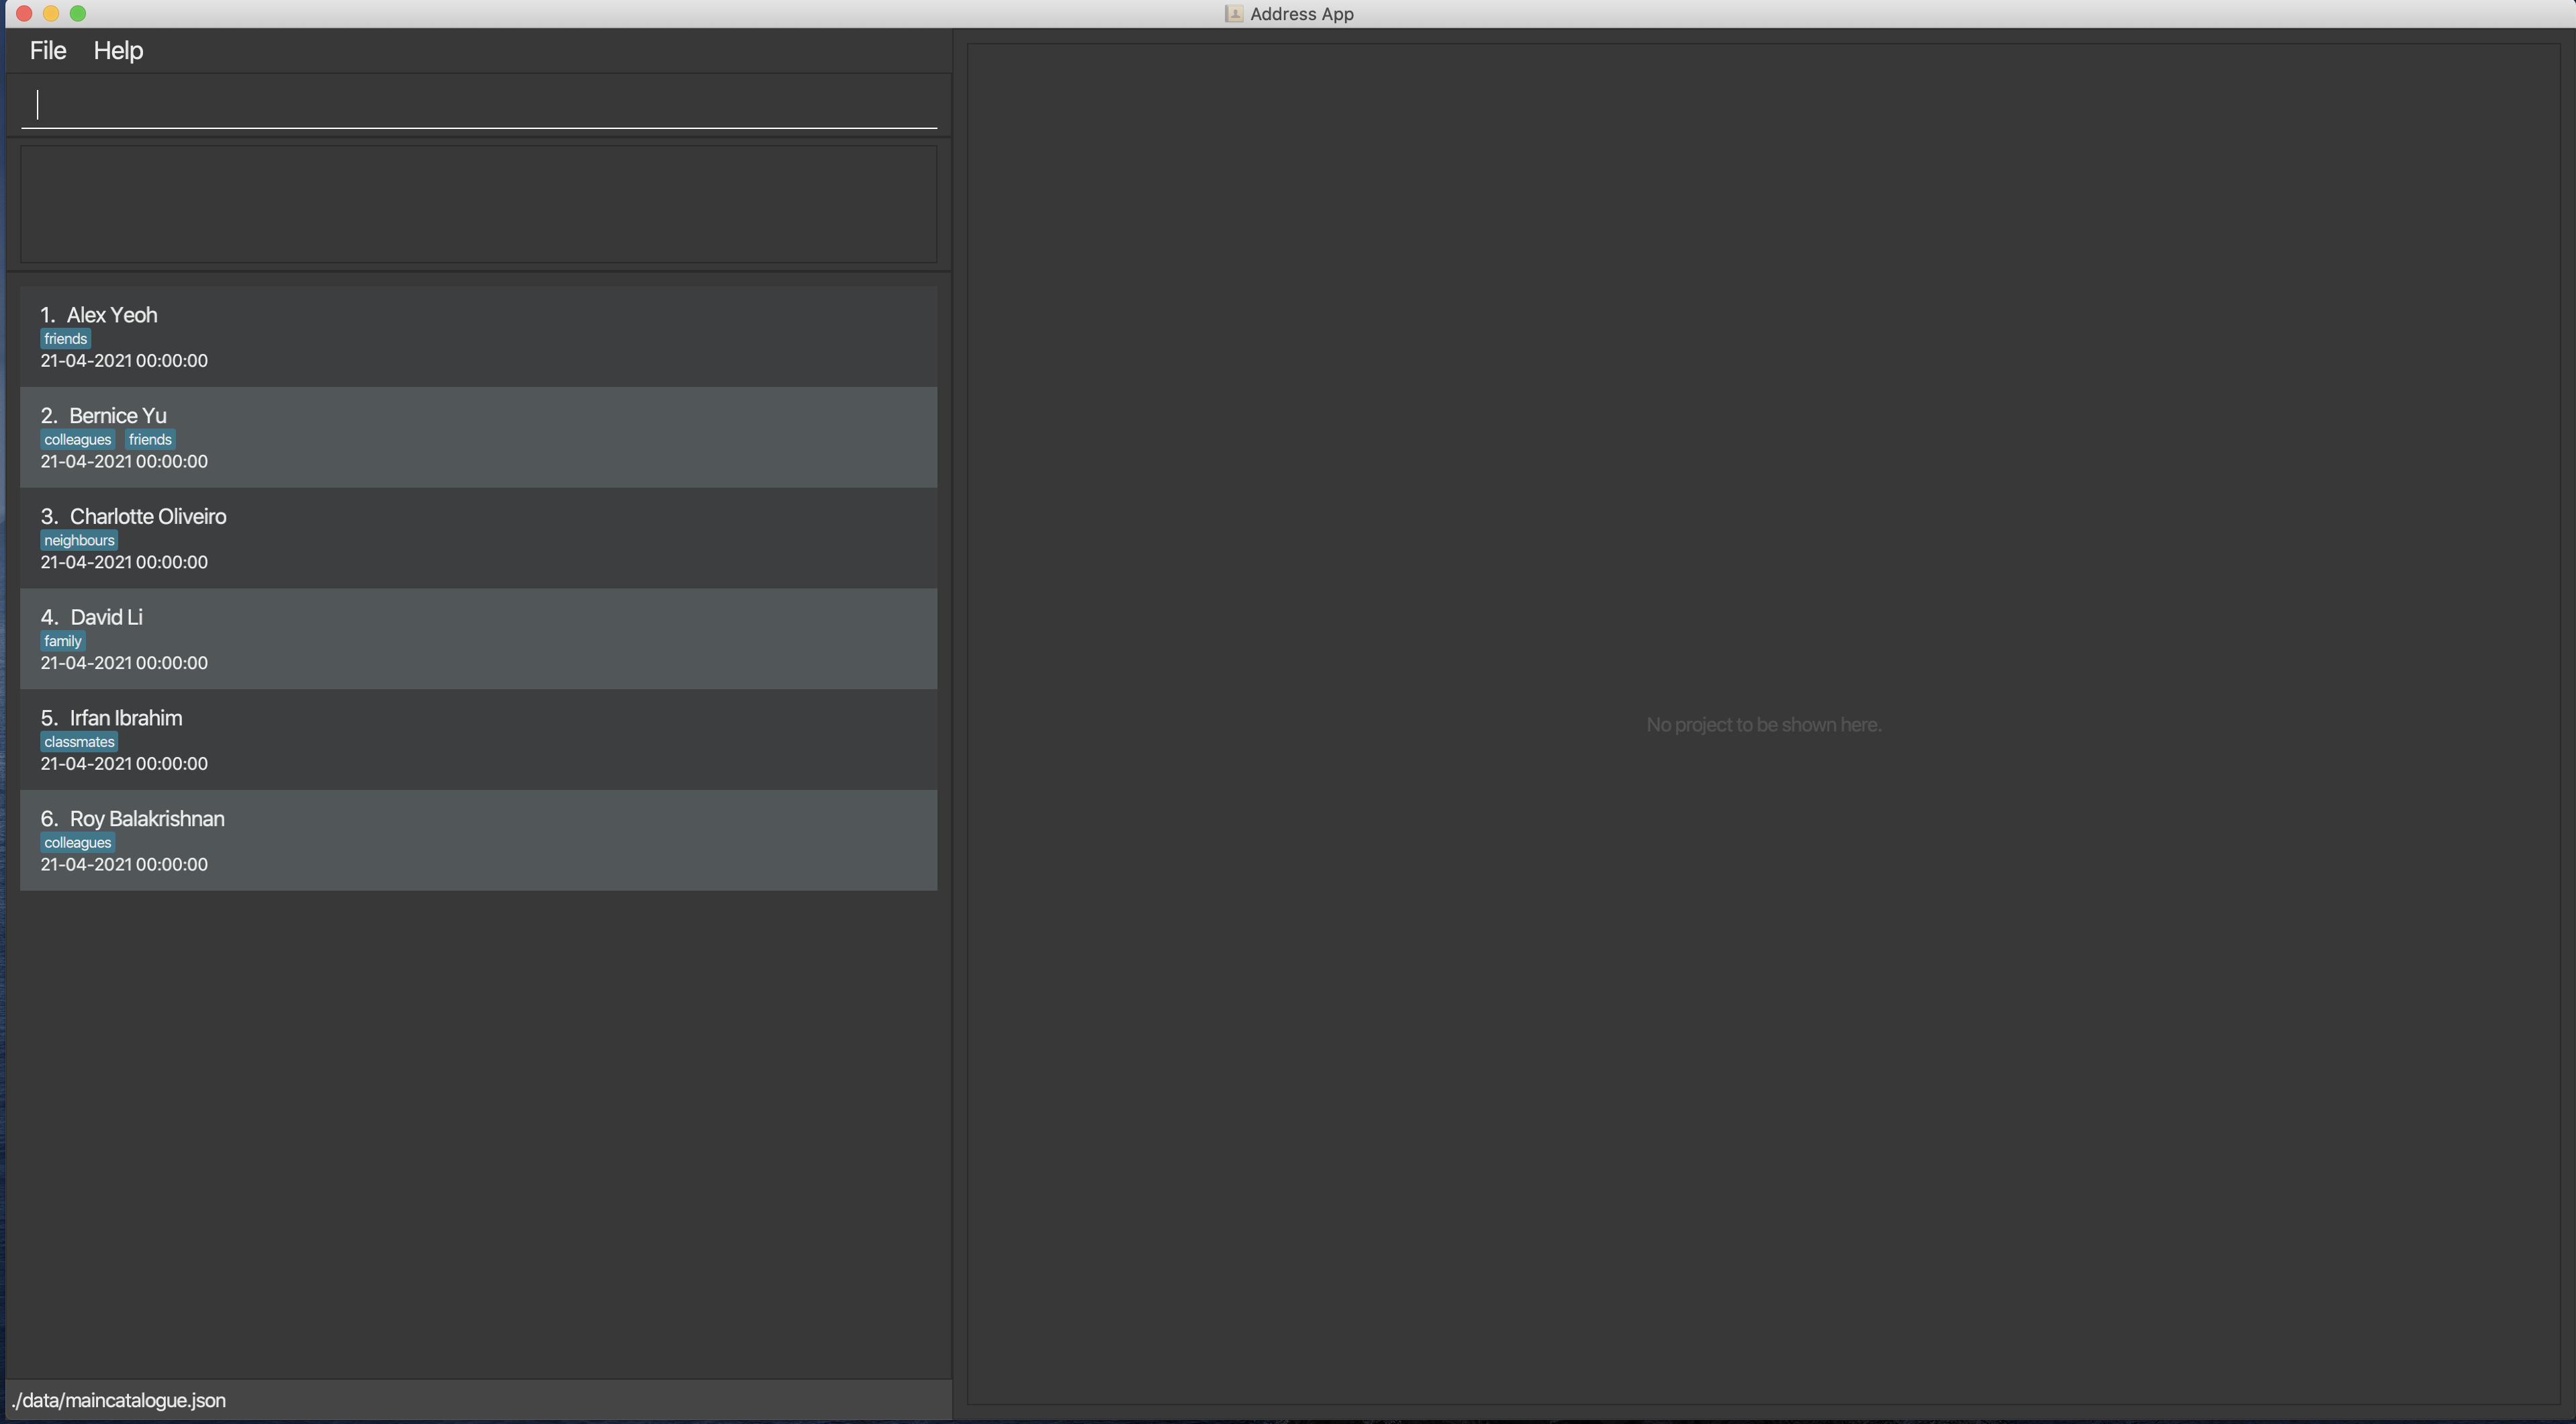 Address App
File Help
1. Alex Yeoh
friends
21-04-2021 00:00:00
2. Bernice Yu
colleagues friends
21-04-2021 00:00:00
3. Charlotte Oliveiro
neighbours
21-04-2021 00:00:00
4. David Li
family
21-04-2021 00:00:00
5. Irfan Ibrahim
classmates
21-04-2021 00:00:00
6. Roy Balakrishnan
colleagues
21-04-2021 00:00:00
No project to be shown here.
./data/maincatalogue.json